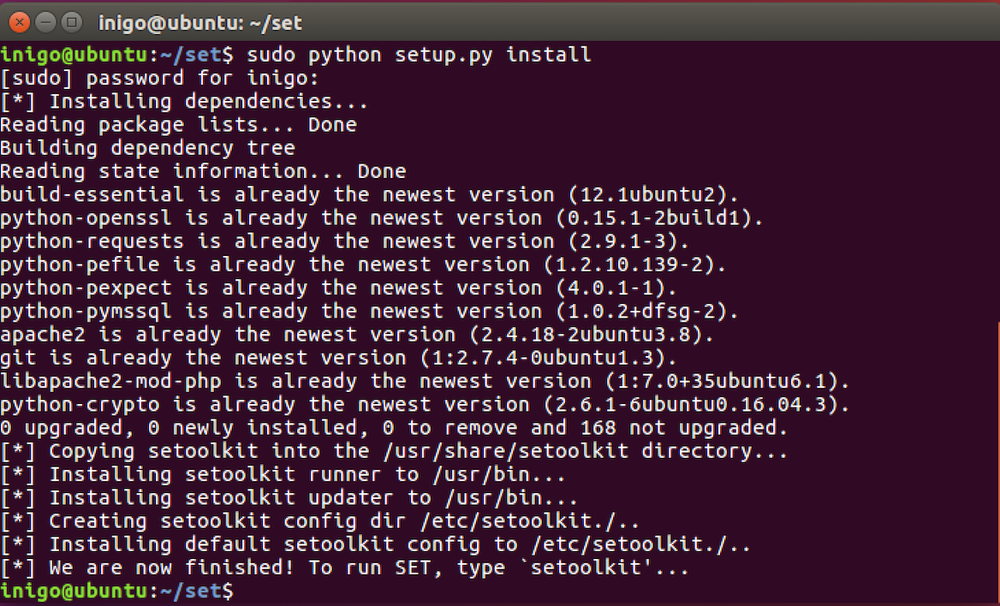 inigo@ubuntu: ~/set
inigo@ubuntu:~/set$ sudo python setup.py install
[sudo] password for inigo:
[*] Installing dependencies...
Reading package lists... Done
Building dependency tree
Reading state information... Done
build-essential is already the newest version (12.1ubuntu2).
python-openssl is already the newest version (0.15.1-2build1).
python-requests is already the newest version (2.9.1-3).
python-pefile is already the newest version (1.2.10.139-2).
python-pexpect is already the newest version (4.0.1-1).
python-pymssql is already the newest version (1.0.2+dfsg-2).
apache2 is already the newest version (2.4.18-2ubuntu3.8).
git is already the newest version (1:2.7.4-0ubuntu1.3).
libapache2-mod-php is already the newest version (1:7.0+35ubuntu6.1).
python-crypto is already the newest version (2.6.1-6ubuntu0.16.04.3).
0 upgraded, 0 newly installed, 0 to remove and 168 not upgraded.
[*] Copying setoolkit into the /usr/share/setoolkit directory...
[*] Installing setoolkit runner to /usr/bin...
[*] Installing setoolkit updater to /usr/bin...
[*] Creating setoolkit config dir /etc/setoolkit./..
[*] Installing default setoolkit config to /etc/setoolkit./..
[*] We are now finished! To run SET, type `setoolkit'...
inigo@ubuntu:~/set$